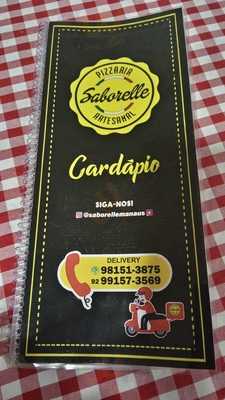 PIZZARIA
Saborelle
ARTESANAL
Cardápio
SIGA-NOS!
@saborellemanaus
DELIVERY
98151-3875
92 99157-3569